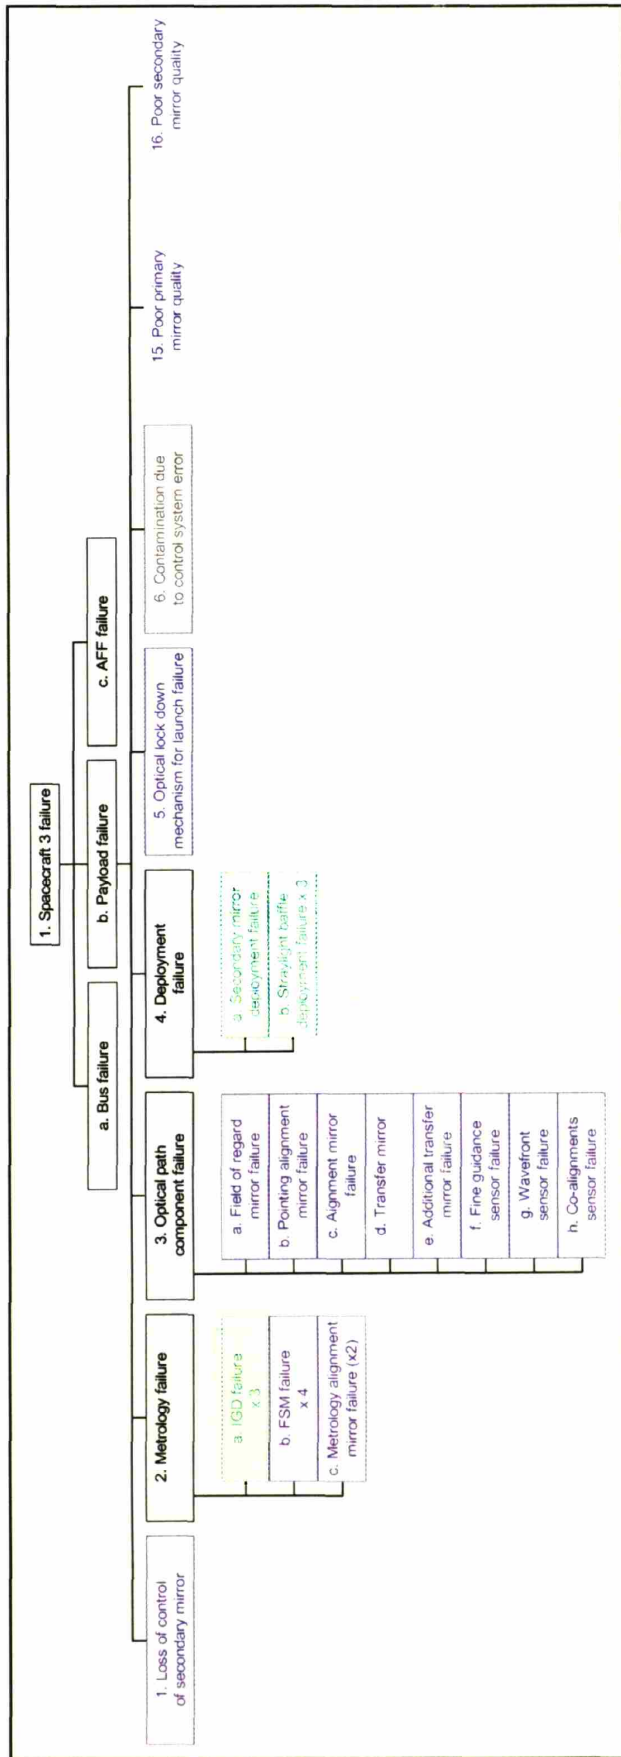 1. Spacecraft 3 failure
a. Bus failure
b. Payload failure
c. AFF failure
1. Loss of control
of secondary mirror
2. Metrology failure
a. IGD failure
x 3
b. FSM failure
x 4
c. Metrology alignment
mirror failure (x2)
3. Optical path
component failure
a. Field of regard
mirror failure
b. Pointing alignment
mirror failure
c. Aignment mirror
failure
d. Transfer mirror
e. Additional transfer
mirror failure
f. Fine guidance
sensor failure
g. Wavefront
sensor failure
h. Co-alignments
sensor failure
4. Deployment
failure
a. Secondary mirror
deployment failure
b. Straylight baffle
deployment failure x 3
5. Optical lock down
mechanism for launch failure
6. Contamination due
to control system error
15. Poor primary
mirror quality
16. Poor secondary
mirror quality